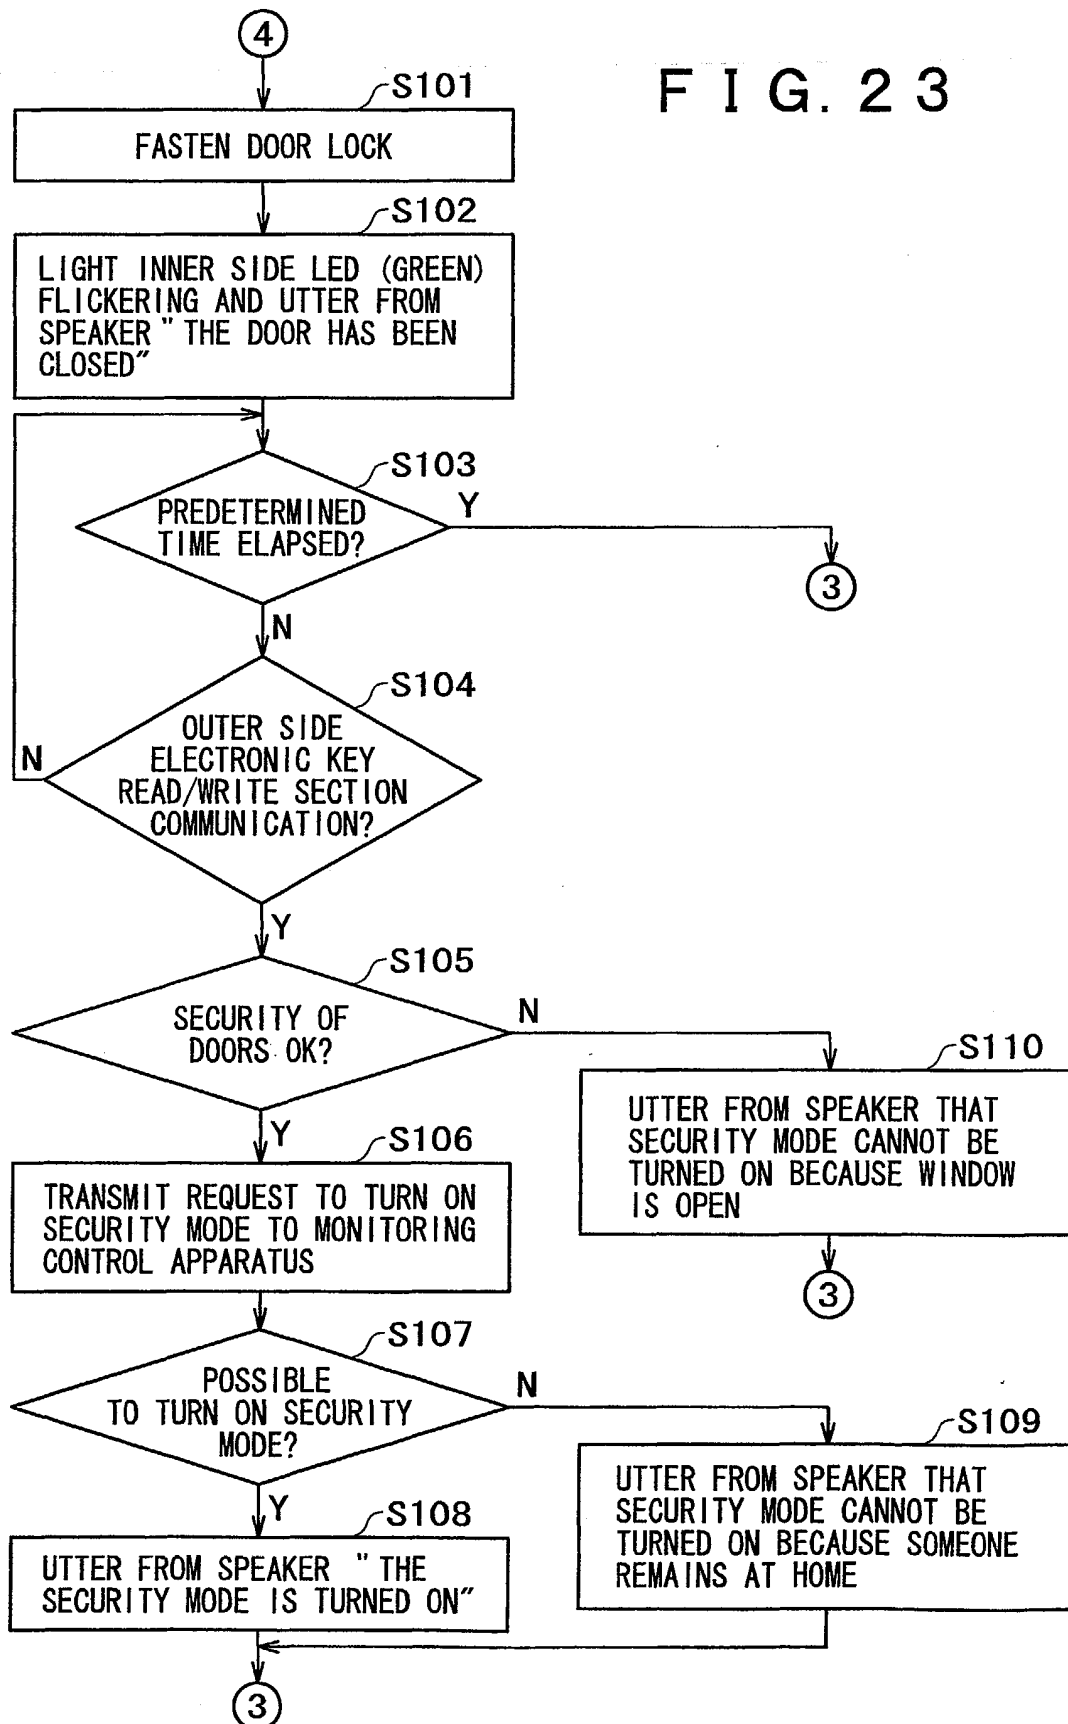 4
FIG. 23
S101
FASTEN DOOR LOCK
S102
LIGHT INNER SIDE LED (GREEN)
FLICKERING AND UTTER FROM
SPEAKER "THE DOOR HAS BEEN
CLOSED"
S103
PREDETERMINED
TIME ELAPSED?
Y
3
N
S104
OUTER SIDE
ELECTRONIC KEY
READ/WRITE SECTION
COMMUNICATION?
N
Y
S105
SECURITY OF
DOORS OK?
N
Y
S110
UTTER FROM SPEAKER THAT
SECURITY MODE CANNOT BE
TURNED ON BECAUSE WINDOW
IS OPEN
3
S106
TRANSMIT REQUEST TO TURN ON
SECURITY MODE TO MONITORING
CONTROL APPARATUS
S107
POSSIBLE
TO TURN ON SECURITY
MODE?
N
Y
S109
UTTER FROM SPEAKER THAT
SECURITY MODE CANNOT BE
TURNED ON BECAUSE SOMEONE
REMAINS AT HOME
S108
UTTER FROM SPEAKER "THE
SECURITY MODE IS TURNED ON"
3